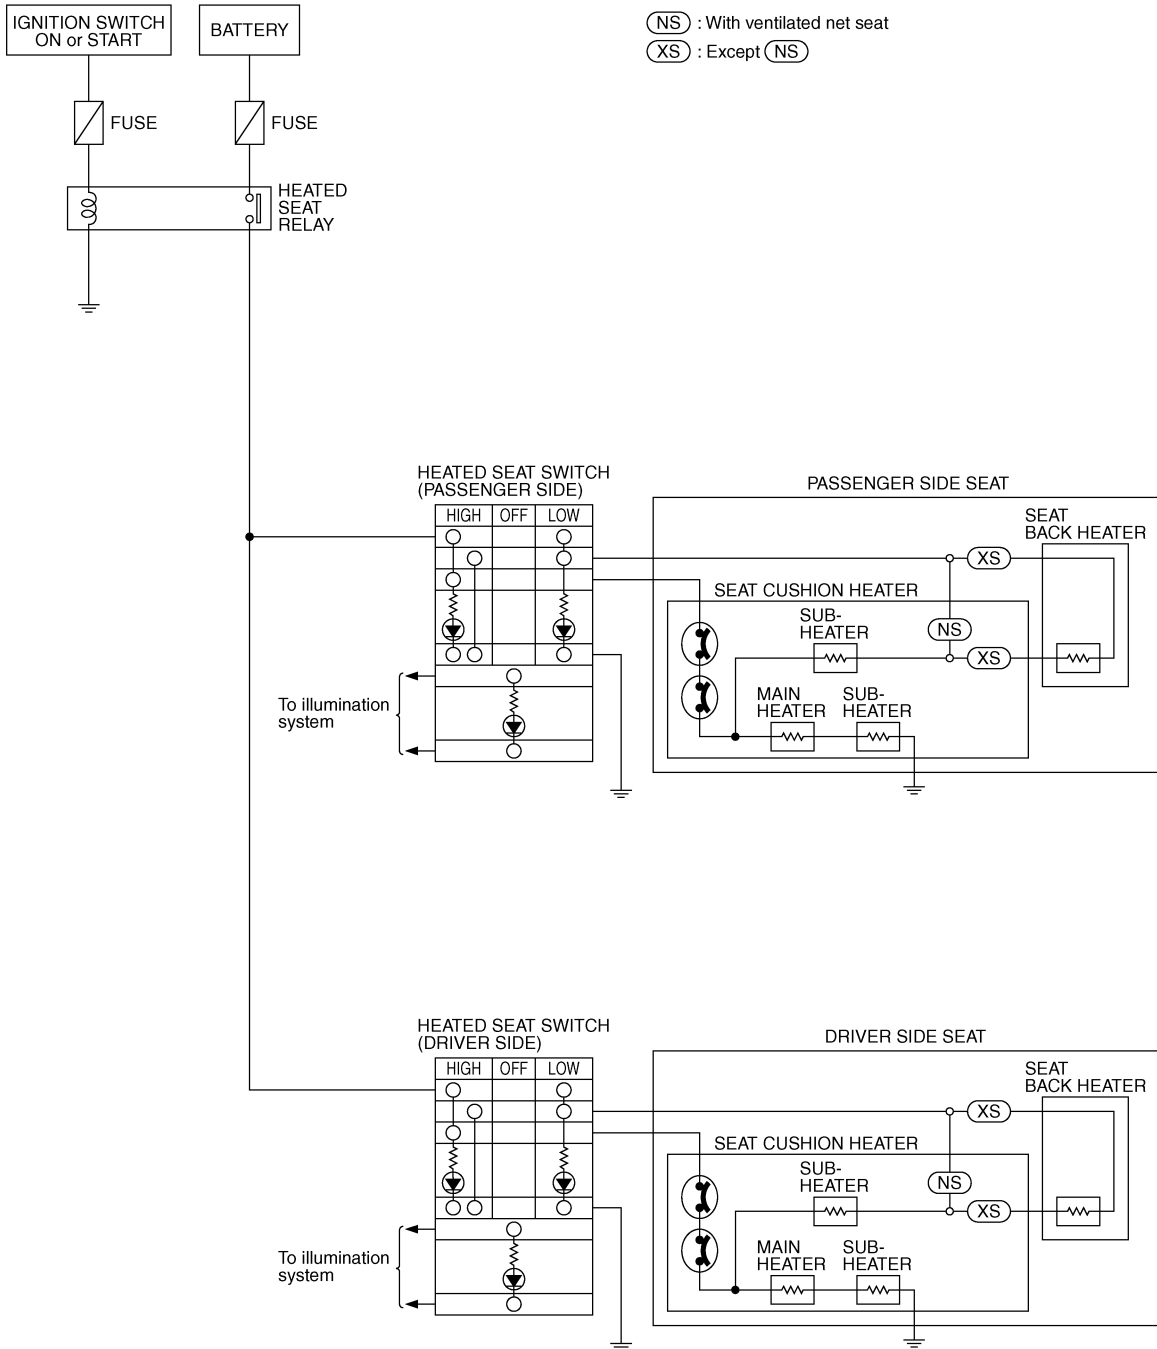 IGNITION SWITCH
ON or START
BATTERY
NS : With ventilated net seat
XS : Except NS
FUSE
FUSE
HEATED
SEAT
RELAY
HEATED SEAT SWITCH
(PASSENGER SIDE)
HIGH OFF LOW
PASSENGER SIDE SEAT
SEAT
BACK HEATER
XS
SEAT CUSHION HEATER
SUB-
HEATER
NS
XS
MAIN
HEATER
SUB-
HEATER
To illumination
system
HEATED SEAT SWITCH
(DRIVER SIDE)
HIGH OFF LOW
DRIVER SIDE SEAT
SEAT
BACK HEATER
XS
SEAT CUSHION HEATER
SUB-
HEATER
NS
XS
MAIN
HEATER
SUB-
HEATER
To illumination
system